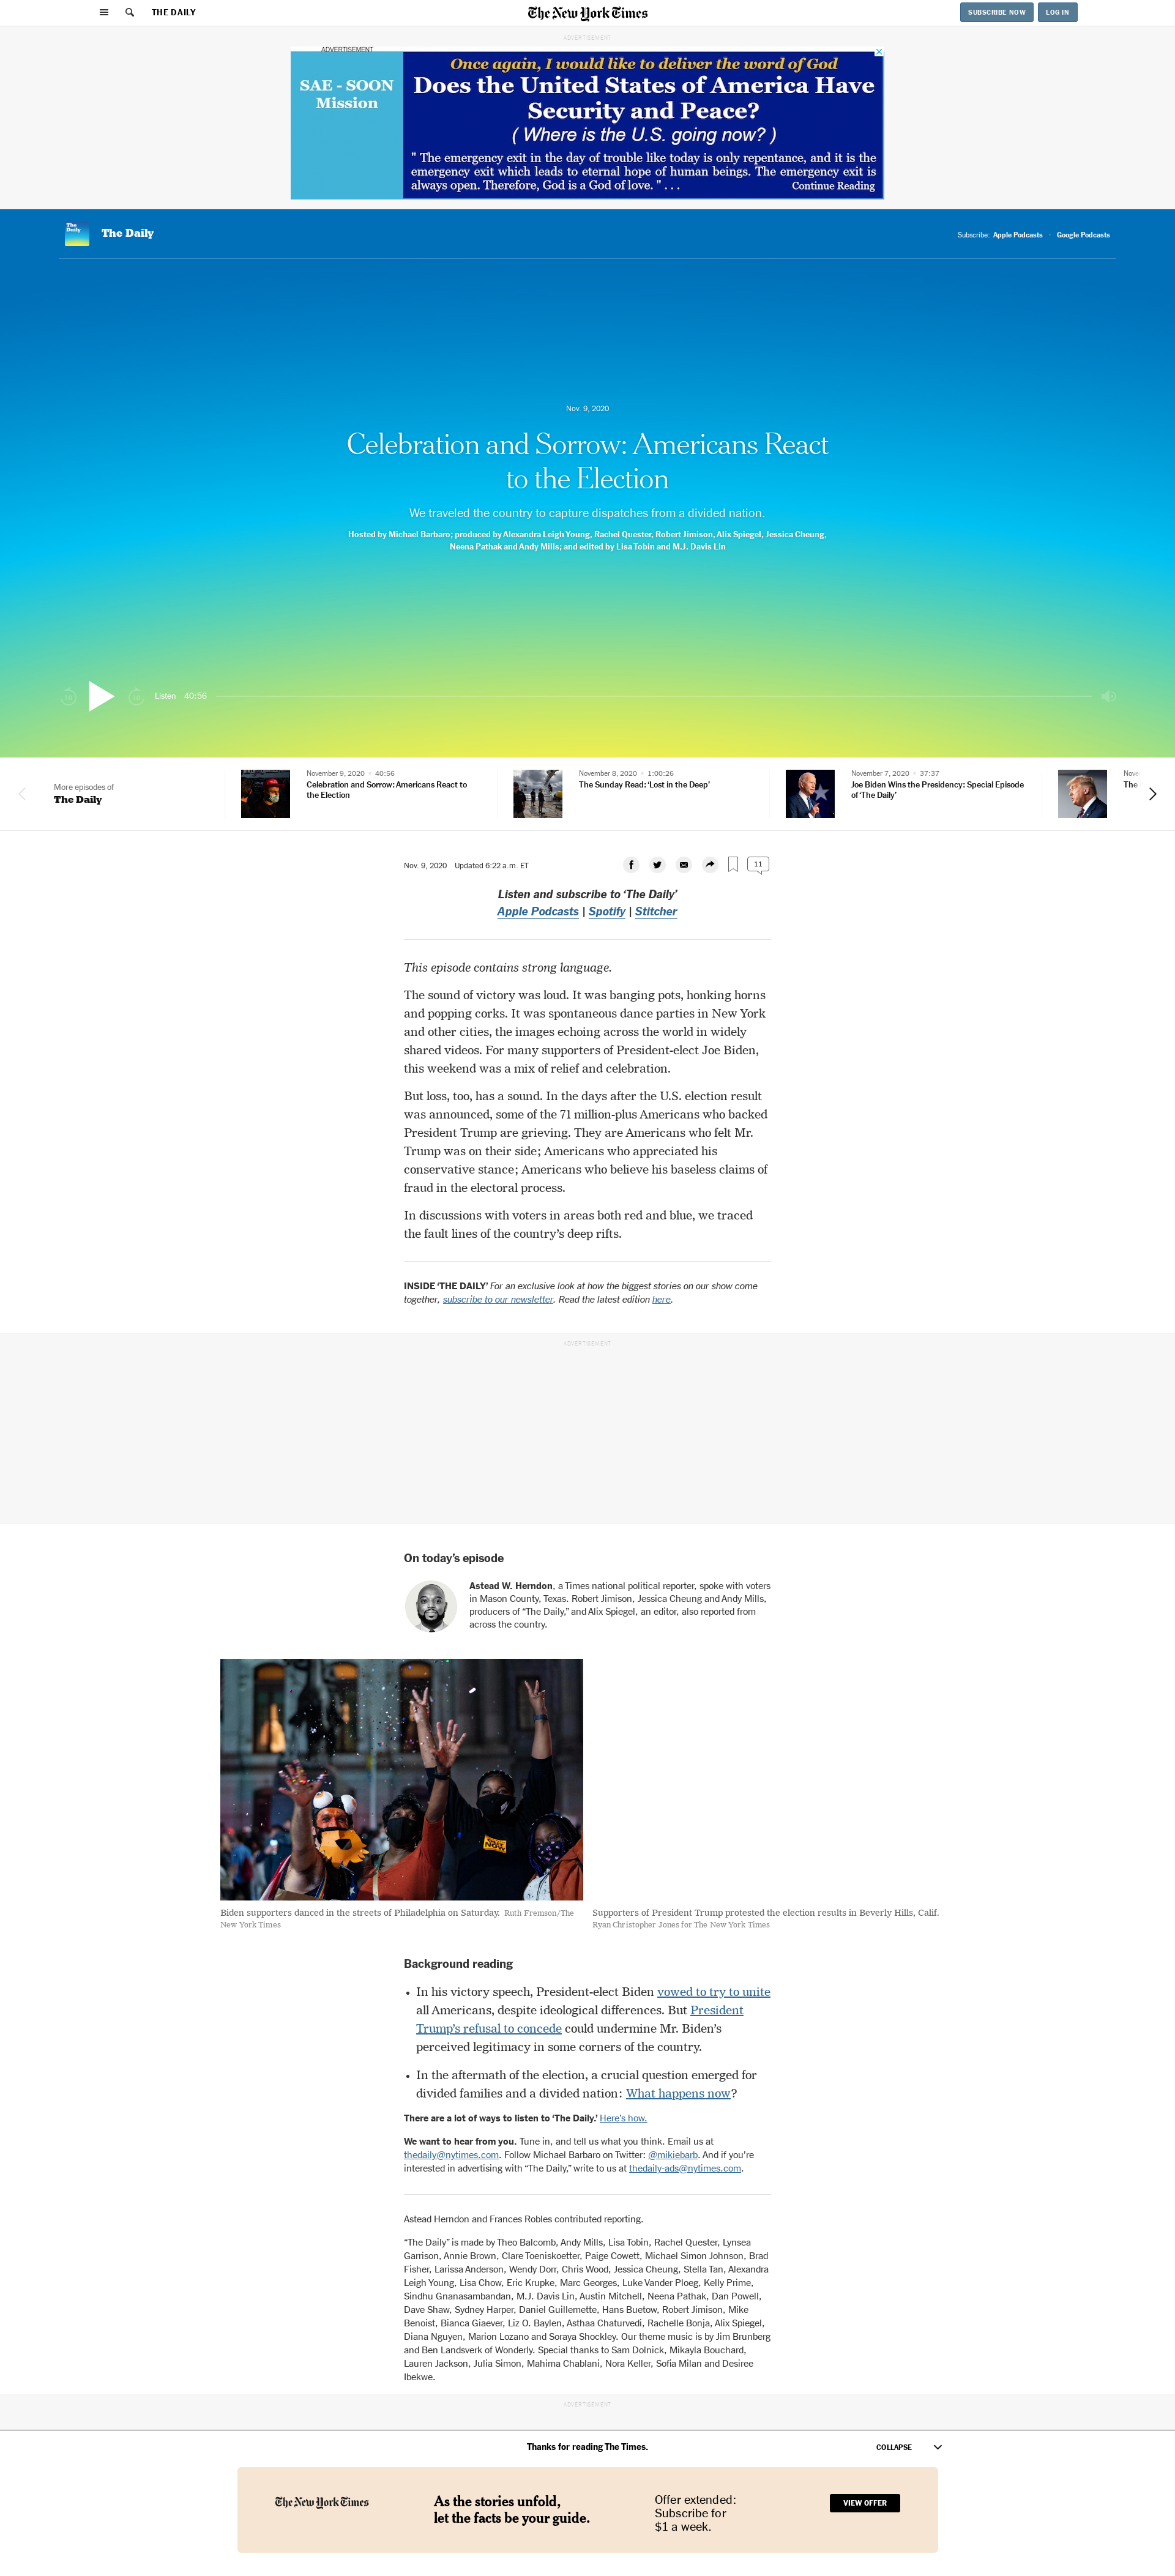 THE DAILY
The New York Times
SUBSCRIBE NOW
LOG IN
ADVERTISEMENT
ADVERTISEMENT
SAE - SOON
Mission
Once again, I would like to deliver the word of God
Does the United States of America Have
Security and Peace?
( Where is the U.S. going now? )
" The emergency exit in the day of trouble like today is only repentance, and it is the
emergency exit which leads to eternal hope of human beings. The emergency exit is
always open. Therefore, God is a God of love. " . . .
Continue Reading
The
Daily
The Daily
Subscribe: Apple Podcasts
Google Podcasts
Nov. 9, 2020
Celebration and Sorrow: Americans React
to the Election
We traveled the country to capture dispatches from a divided nation.
Hosted by Michael Barbaro; produced by Alexandra Leigh Young, Rachel Quester, Robert Jimison, Alix Spiegel, Jessica Cheung,
Neena Pathak and Andy Mills; and edited by Lisa Tobin and M.J. Davis Lin
Listen 40:56
More episodes of
The Daily
November 9, 2020 • 40:56
Celebration and Sorrow: Americans React to
the Election
November 8, 2020 • 1:00:26
The Sunday Read: ‘Lost in the Deep’
November 7, 2020 • 37:37
Joe Biden Wins the Presidency: Special Episode
of ‘The Daily’
Nove
The
Nov. 9, 2020 Updated 6:22 a.m. ET
11
Listen and subscribe to ‘The Daily’
Apple Podcasts | Spotify | Stitcher
This episode contains strong language.
The sound of victory was loud. It was banging pots, honking horns
and popping corks. It was spontaneous dance parties in New York
and other cities, the images echoing across the world in widely
shared videos. For many supporters of President-elect Joe Biden,
this weekend was a mix of relief and celebration.
But loss, too, has a sound. In the days after the U.S. election result
was announced, some of the 71 million-plus Americans who backed
President Trump are grieving. They are Americans who felt Mr.
Trump was on their side; Americans who appreciated his
conservative stance; Americans who believe his baseless claims of
fraud in the electoral process.
In discussions with voters in areas both red and blue, we traced
the fault lines of the country’s deep rifts.
INSIDE ‘THE DAILY’ For an exclusive look at how the biggest stories on our show come
together, subscribe to our newsletter. Read the latest edition here.
ADVERTISEMENT
On today’s episode
Astead W. Herndon, a Times national political reporter, spoke with voters
in Mason County, Texas. Robert Jimison, Jessica Cheung and Andy Mills,
producers of “The Daily,” and Alix Spiegel, an editor, also reported from
across the country.
Biden supporters danced in the streets of Philadelphia on Saturday. Ruth Fremson/The
New York Times
Supporters of President Trump protested the election results in Beverly Hills, Calif.
Ryan Christopher Jones for The New York Times
Background reading
• In his victory speech, President-elect Biden vowed to try to unite
all Americans, despite ideological differences. But President
Trump’s refusal to concede could undermine Mr. Biden’s
perceived legitimacy in some corners of the country.
• In the aftermath of the election, a crucial question emerged for
divided families and a divided nation: What happens now?
There are a lot of ways to listen to ‘The Daily.’ Here’s how.
We want to hear from you. Tune in, and tell us what you think. Email us at
thedaily@nytimes.com. Follow Michael Barbaro on Twitter: @mikiebarb. And if you’re
interested in advertising with “The Daily,” write to us at thedaily-ads@nytimes.com.
Astead Herndon and Frances Robles contributed reporting.
“The Daily” is made by Theo Balcomb, Andy Mills, Lisa Tobin, Rachel Quester, Lynsea
Garrison, Annie Brown, Clare Toeniskoetter, Paige Cowett, Michael Simon Johnson, Brad
Fisher, Larissa Anderson, Wendy Dorr, Chris Wood, Jessica Cheung, Stella Tan, Alexandra
Leigh Young, Lisa Chow, Eric Krupke, Marc Georges, Luke Vander Ploeg, Kelly Prime,
Sindhu Gnanasambandan, M.J. Davis Lin, Austin Mitchell, Neena Pathak, Dan Powell,
Dave Shaw, Sydney Harper, Daniel Guillemette, Hans Buetow, Robert Jimison, Mike
Benoist, Bianca Giaever, Liz O. Baylen, Asthaa Chaturvedi, Rachelle Bonja, Alix Spiegel,
Diana Nguyen, Marion Lozano and Soraya Shockley. Our theme music is by Jim Brunberg
and Ben Landsverk of Wonderly. Special thanks to Sam Dolnick, Mikayla Bouchard,
Lauren Jackson, Julia Simon, Mahima Chablani, Nora Keller, Sofia Milan and Desiree
Ibekwe.
ADVERTISEMENT
Thanks for reading The Times.
COLLAPSE
The New York Times
As the stories unfold,
let the facts be your guide.
Offer extended:
Subscribe for
$1 a week.
VIEW OFFER